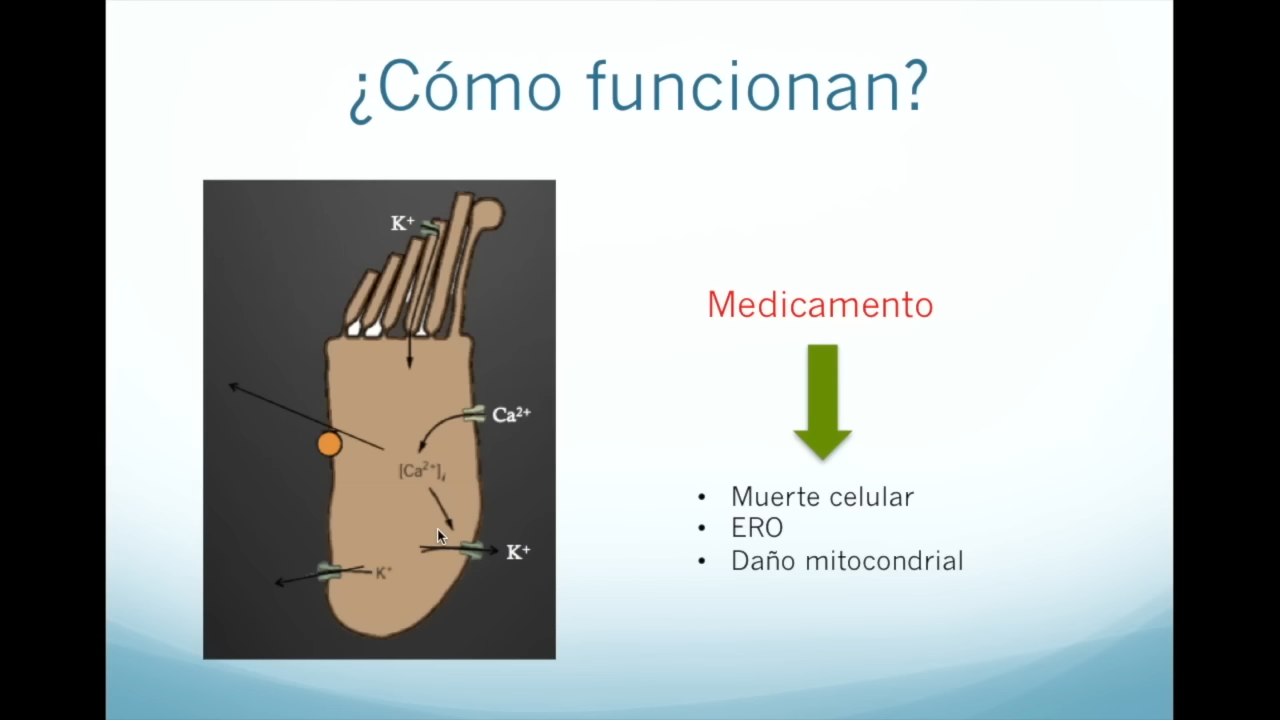 ¿Cómo funcionan?
K⁺
Ca²⁺
[Ca²⁺]ᵢ
K⁺
K⁺
Medicamento
• Muerte celular
• ERO
• Daño mitocondrial